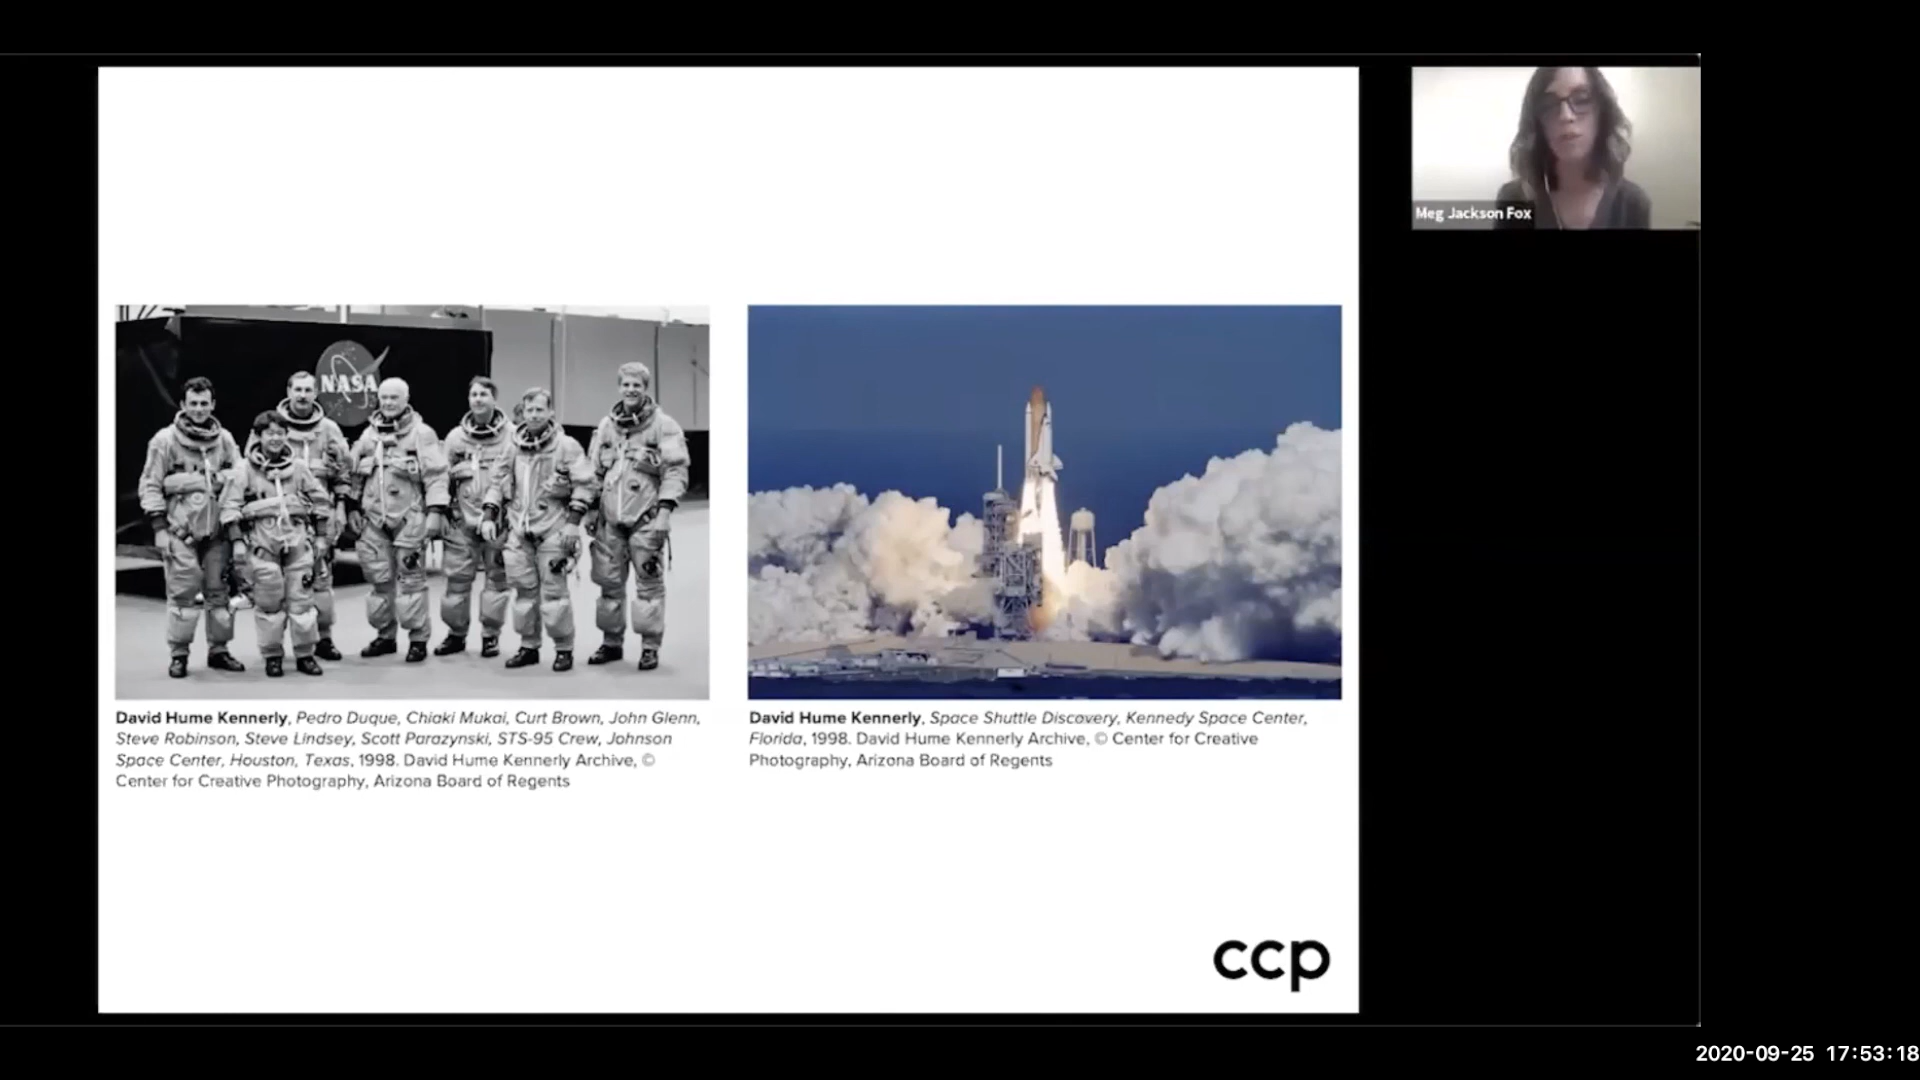 Meg Jackson Fox
NASA
David Hume Kennerly, Pedro Duque, Chiaki Mukai, Curt Brown, John Glenn,
Steve Robinson, Steve Lindsey, Scott Parazynski, STS-95 Crew, Johnson
Space Center, Houston, Texas, 1998. David Hume Kennerly Archive, ©
Center for Creative Photography, Arizona Board of Regents
David Hume Kennerly, Space Shuttle Discovery, Kennedy Space Center,
Florida, 1998. David Hume Kennerly Archive, © Center for Creative
Photography, Arizona Board of Regents
ccp
2020-09-25 17:53:18